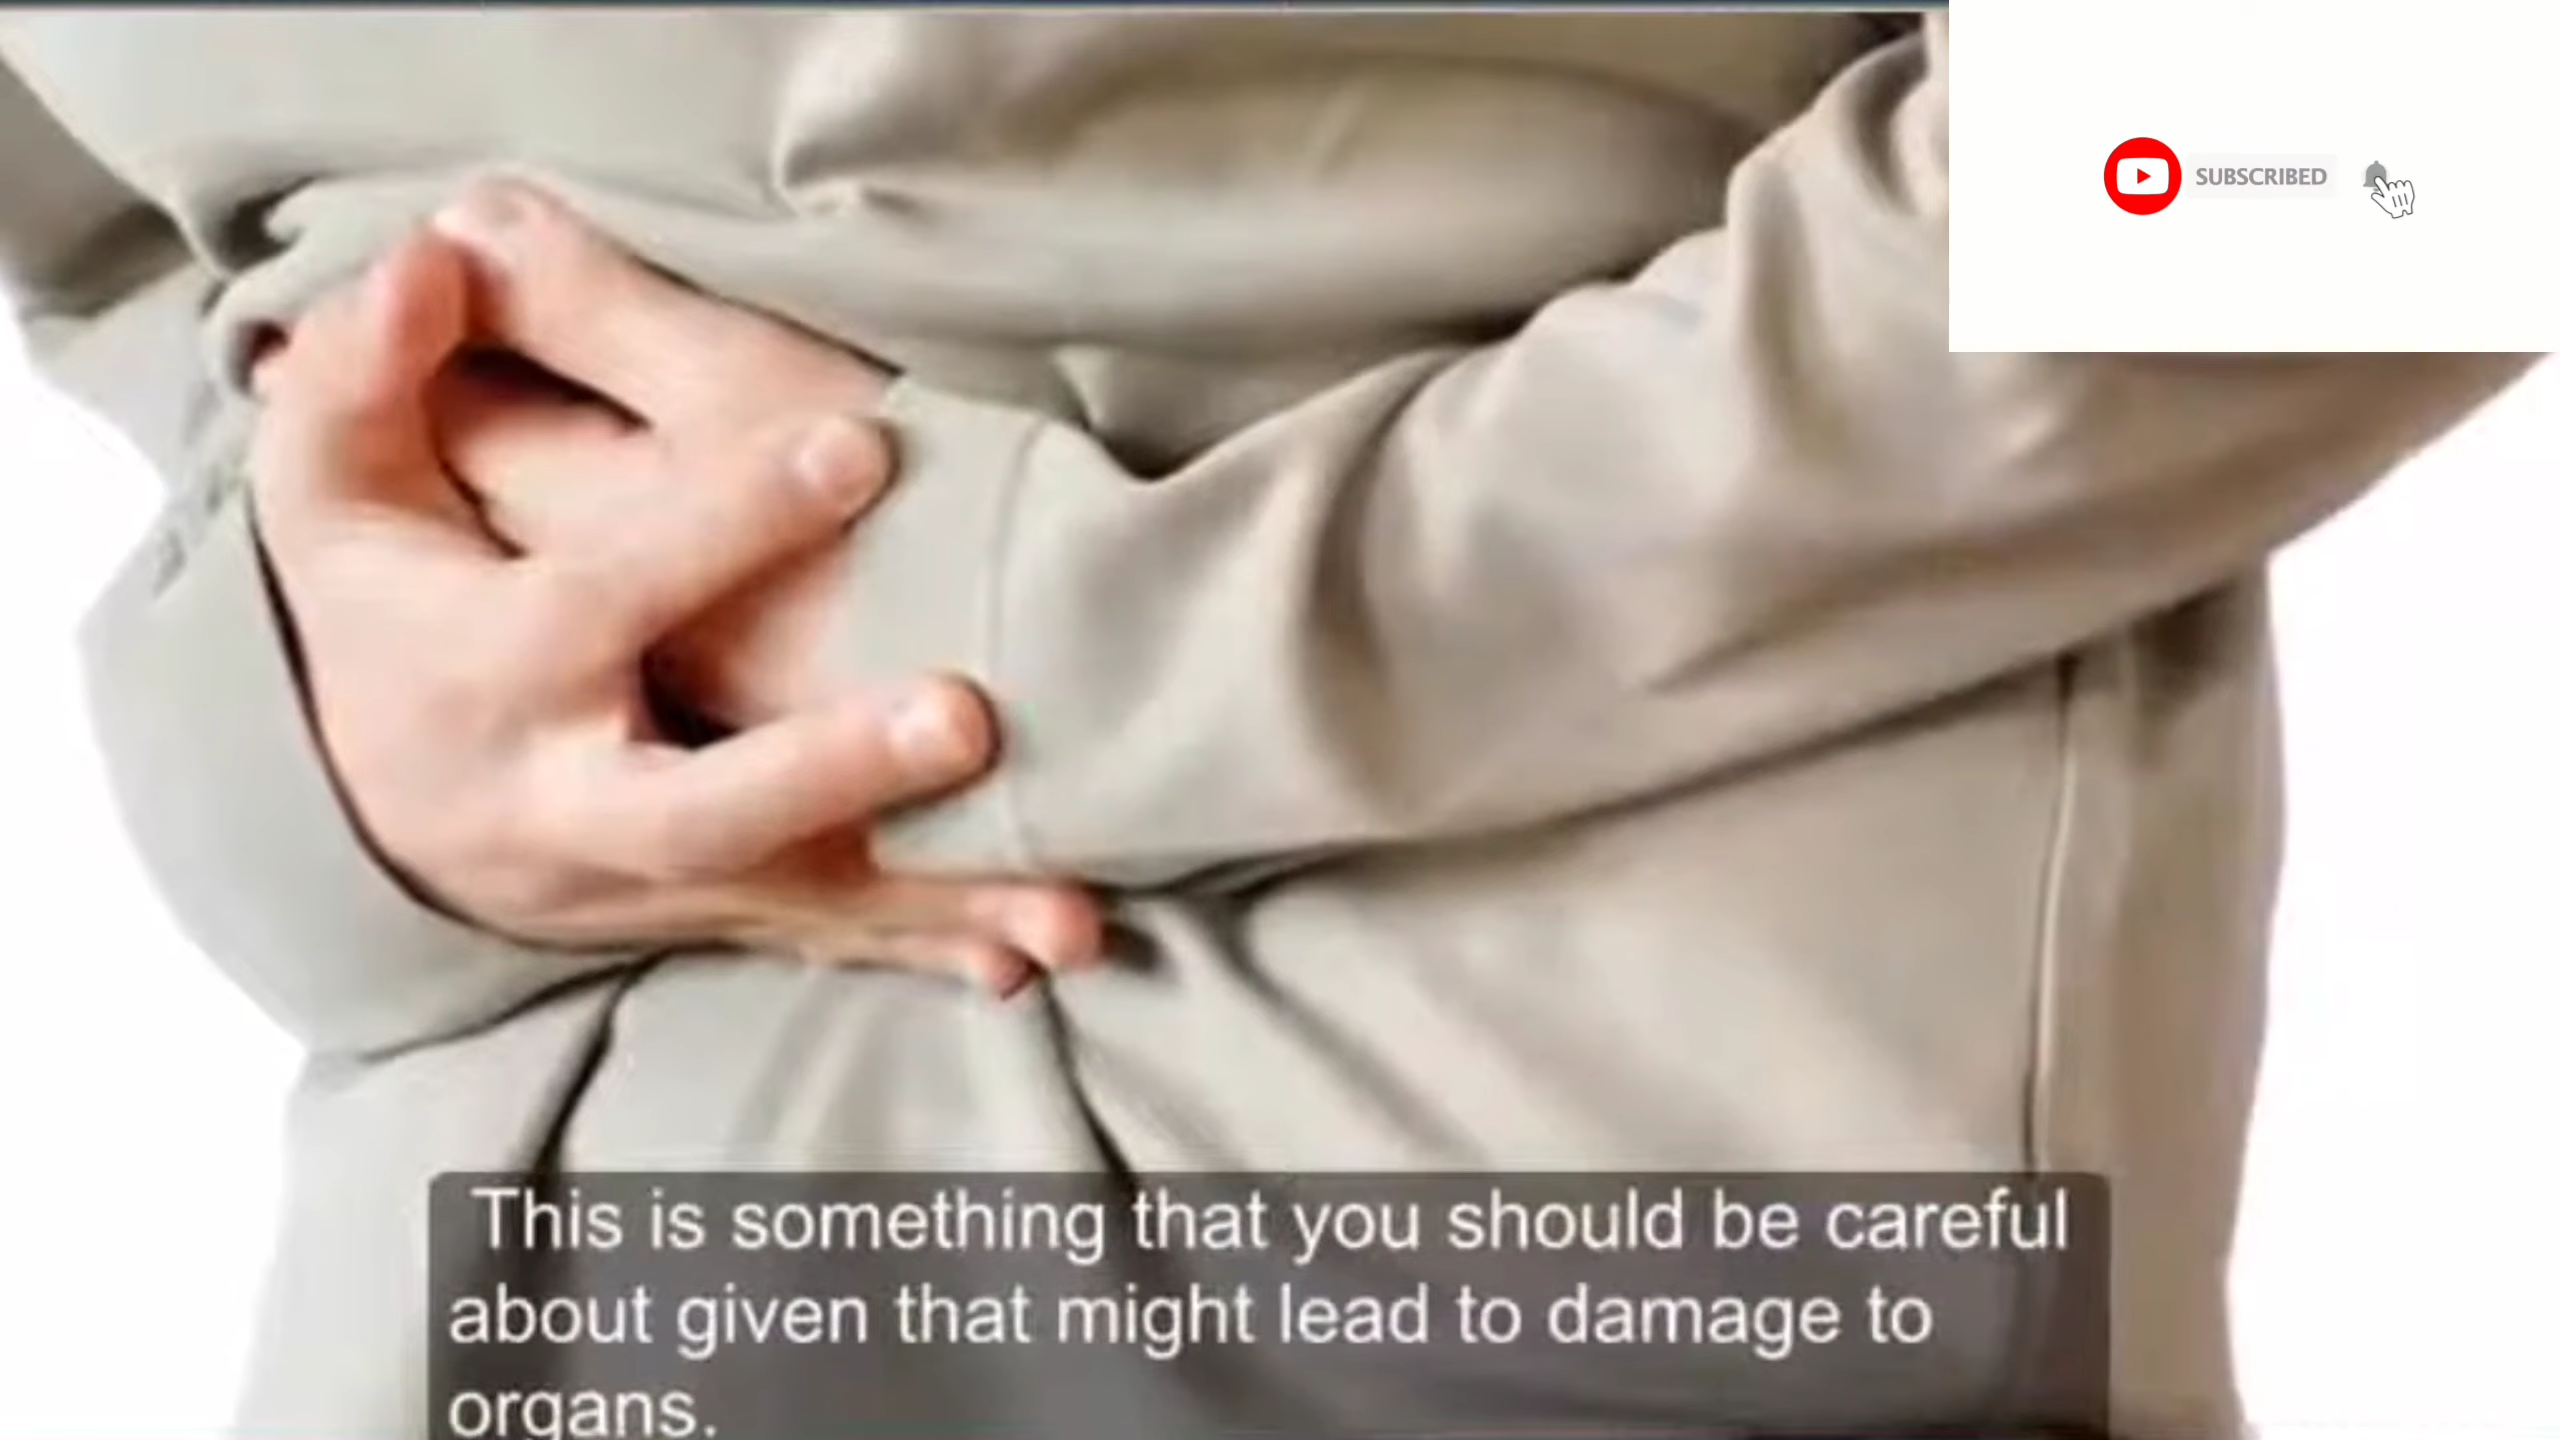 SUBSCRIBED
This is something that you should be careful
about given that might lead to damage to
organs.